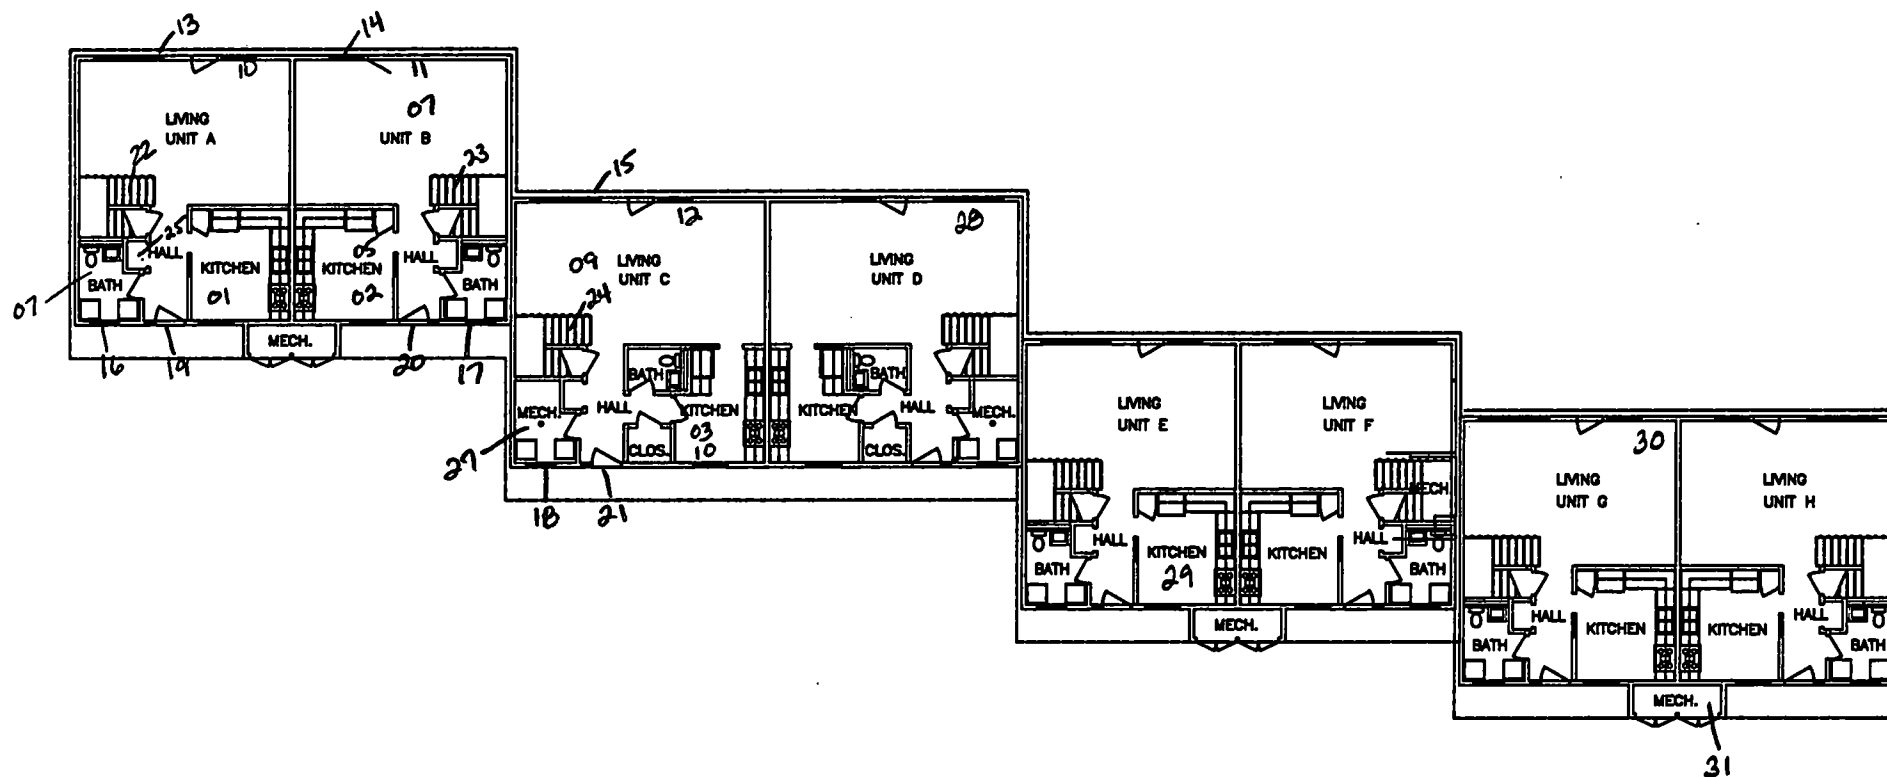 13
14
10
11
LIVING
UNIT A
07
UNIT B
22
23
25
HALL
BATH
KITCHEN
01
05
KITCHEN
02
HALL
BATH
07
MECH.
16
19
20
17
15
12
28
09
LIVING
UNIT C
LIVING
UNIT D
24
BATH
BATH
MECH.
HALL
KITCHEN
KITCHEN
HALL
MECH.
03
10
CLOS.
CLOS.
27
18
21
LIVING
UNIT E
LIVING
UNIT F
MECH.
HALL
HALL
BATH
KITCHEN
29
KITCHEN
BATH
MECH.
30
LIVING
UNIT G
LIVING
UNIT H
HALL
HALL
BATH
KITCHEN
KITCHEN
BATH
MECH.
31